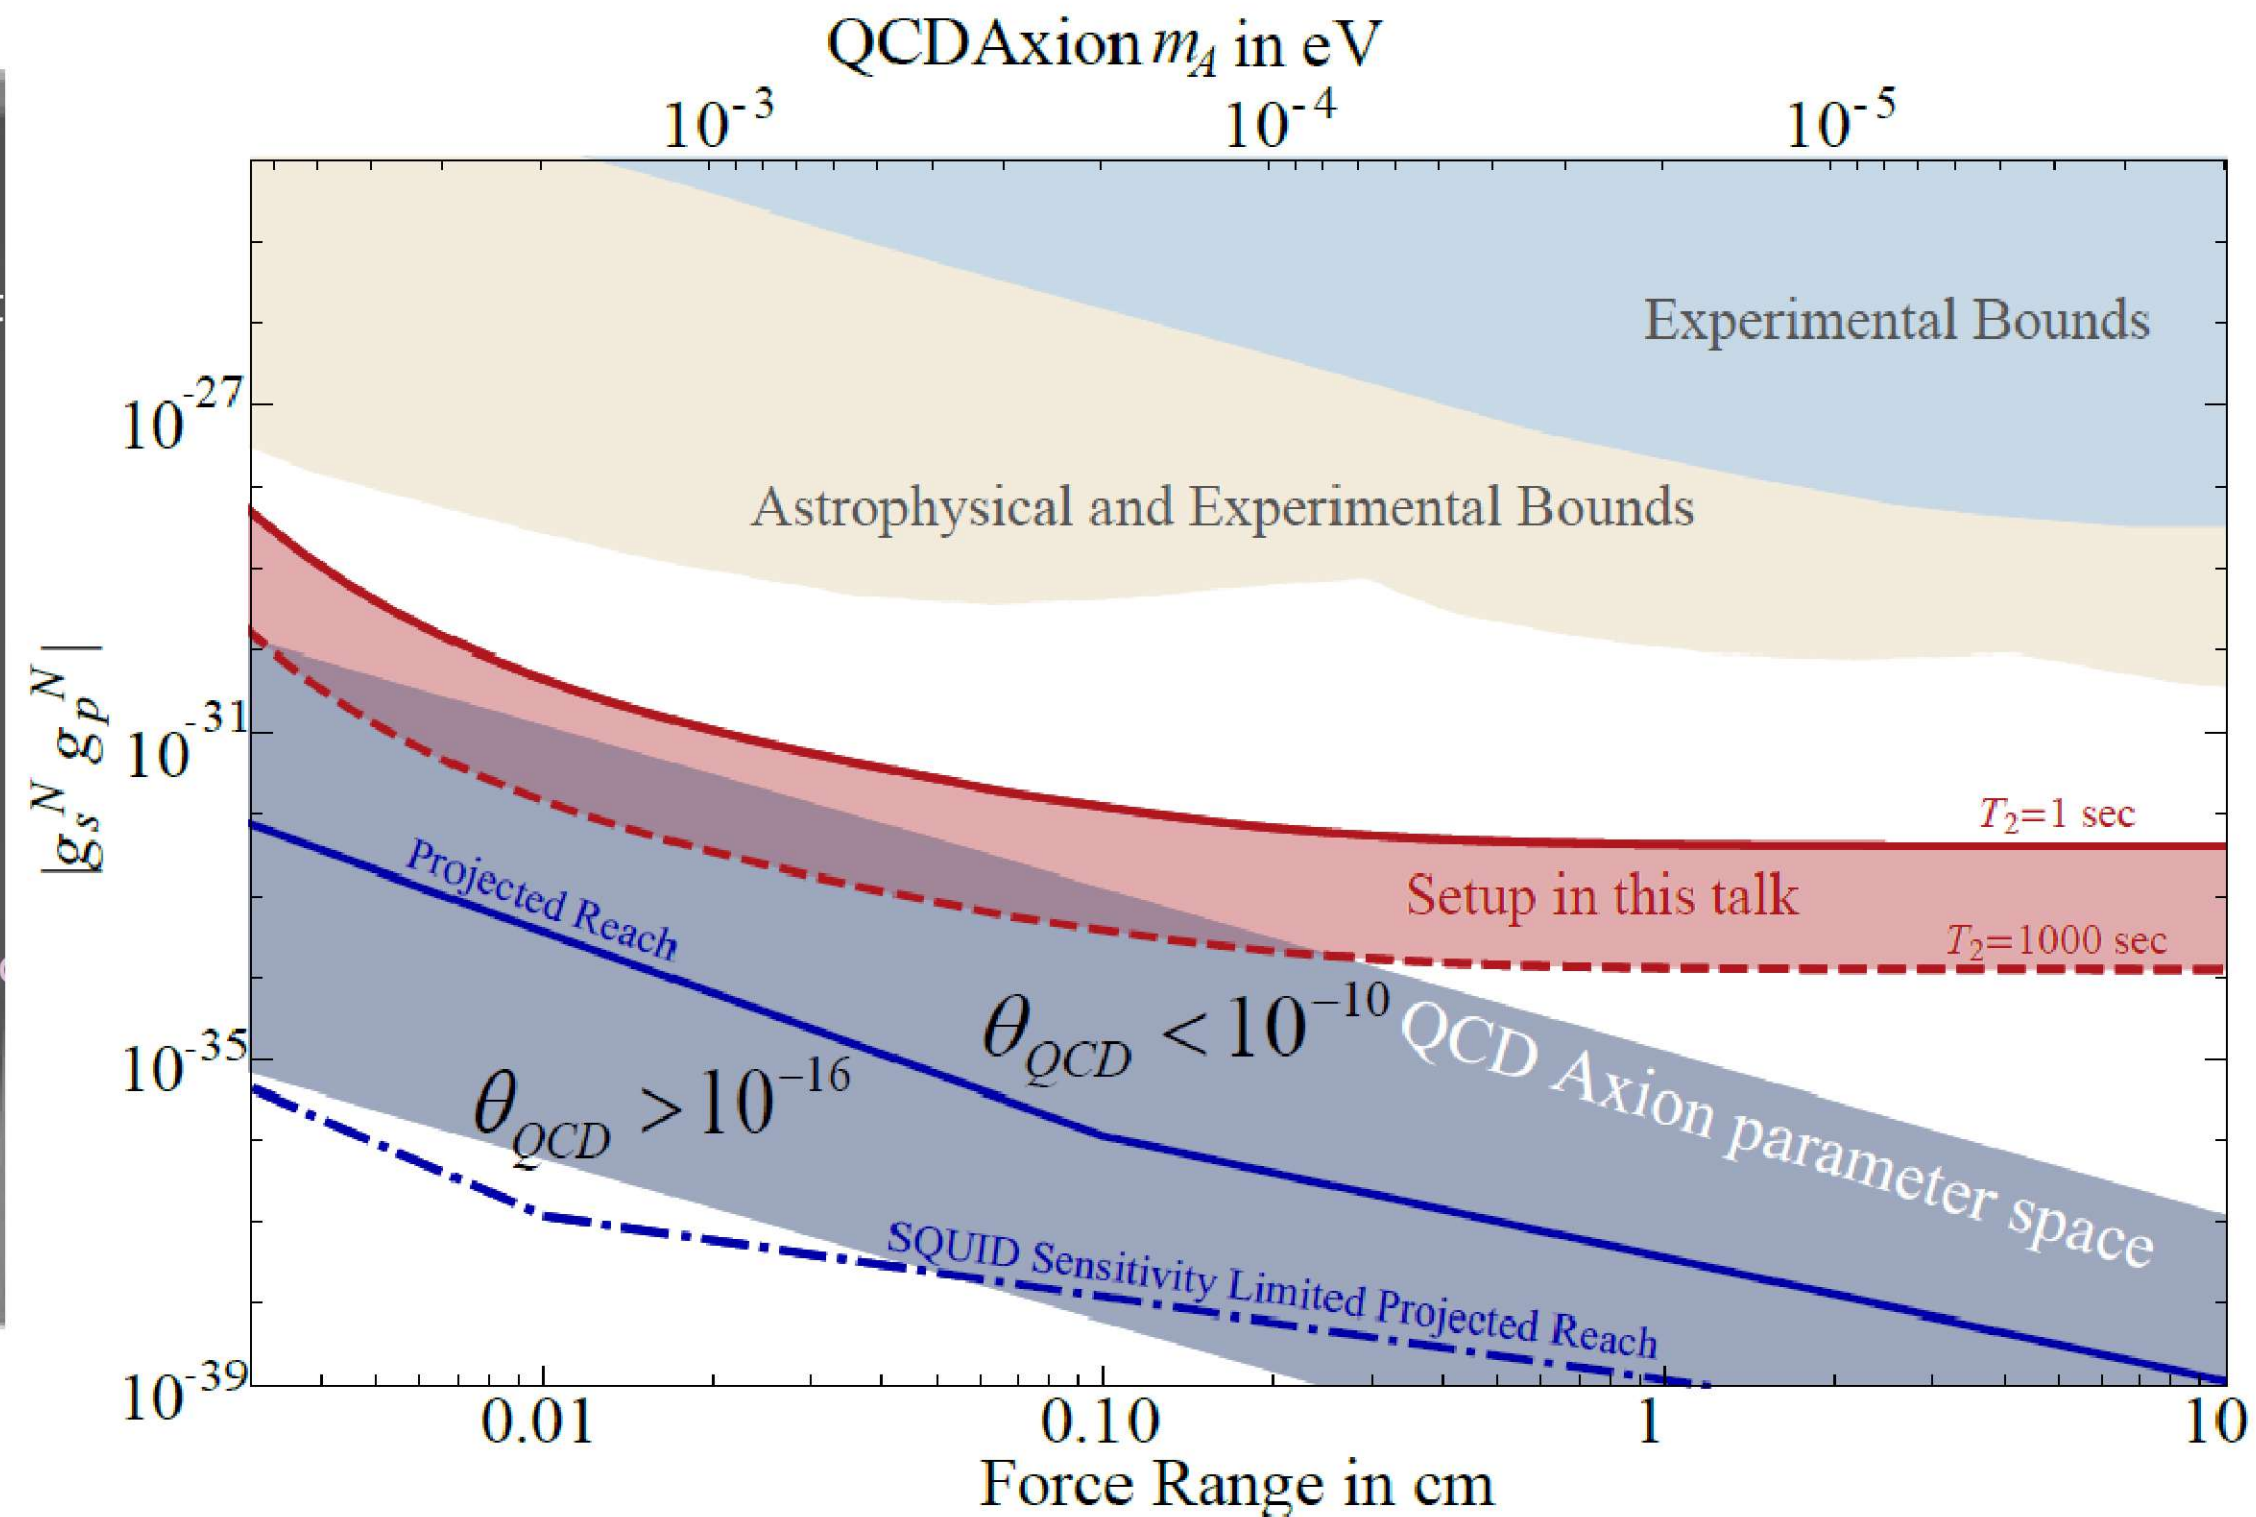 QCDAxion m_A in eV
10^-3 10^-4 10^-5
Experimental Bounds
10^-27
Astrophysical and Experimental Bounds
|g_s^N g_p^N|
10^-31
T_2=1 sec
Setup in this talk
T_2=1000 sec
Projected Reach
θ_QCD < 10^−10
QCD Axion parameter space
10^-35
θ_QCD > 10^−16
SQUID Sensitivity Limited Projected Reach
10^-39
0.01 0.10 1 10
Force Range in cm